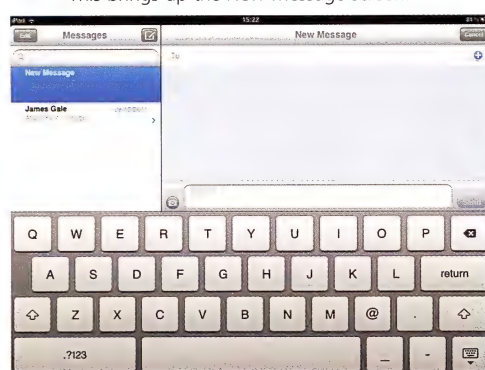 This brings up the New Message screen
iPad
15:22
Edit
Messages
New Message
Cancel
New Message
To
James Gale
Q W E R T Y U I O P
A S D F G H J K L return
Z X C V B N M @ .
.?123 _ -